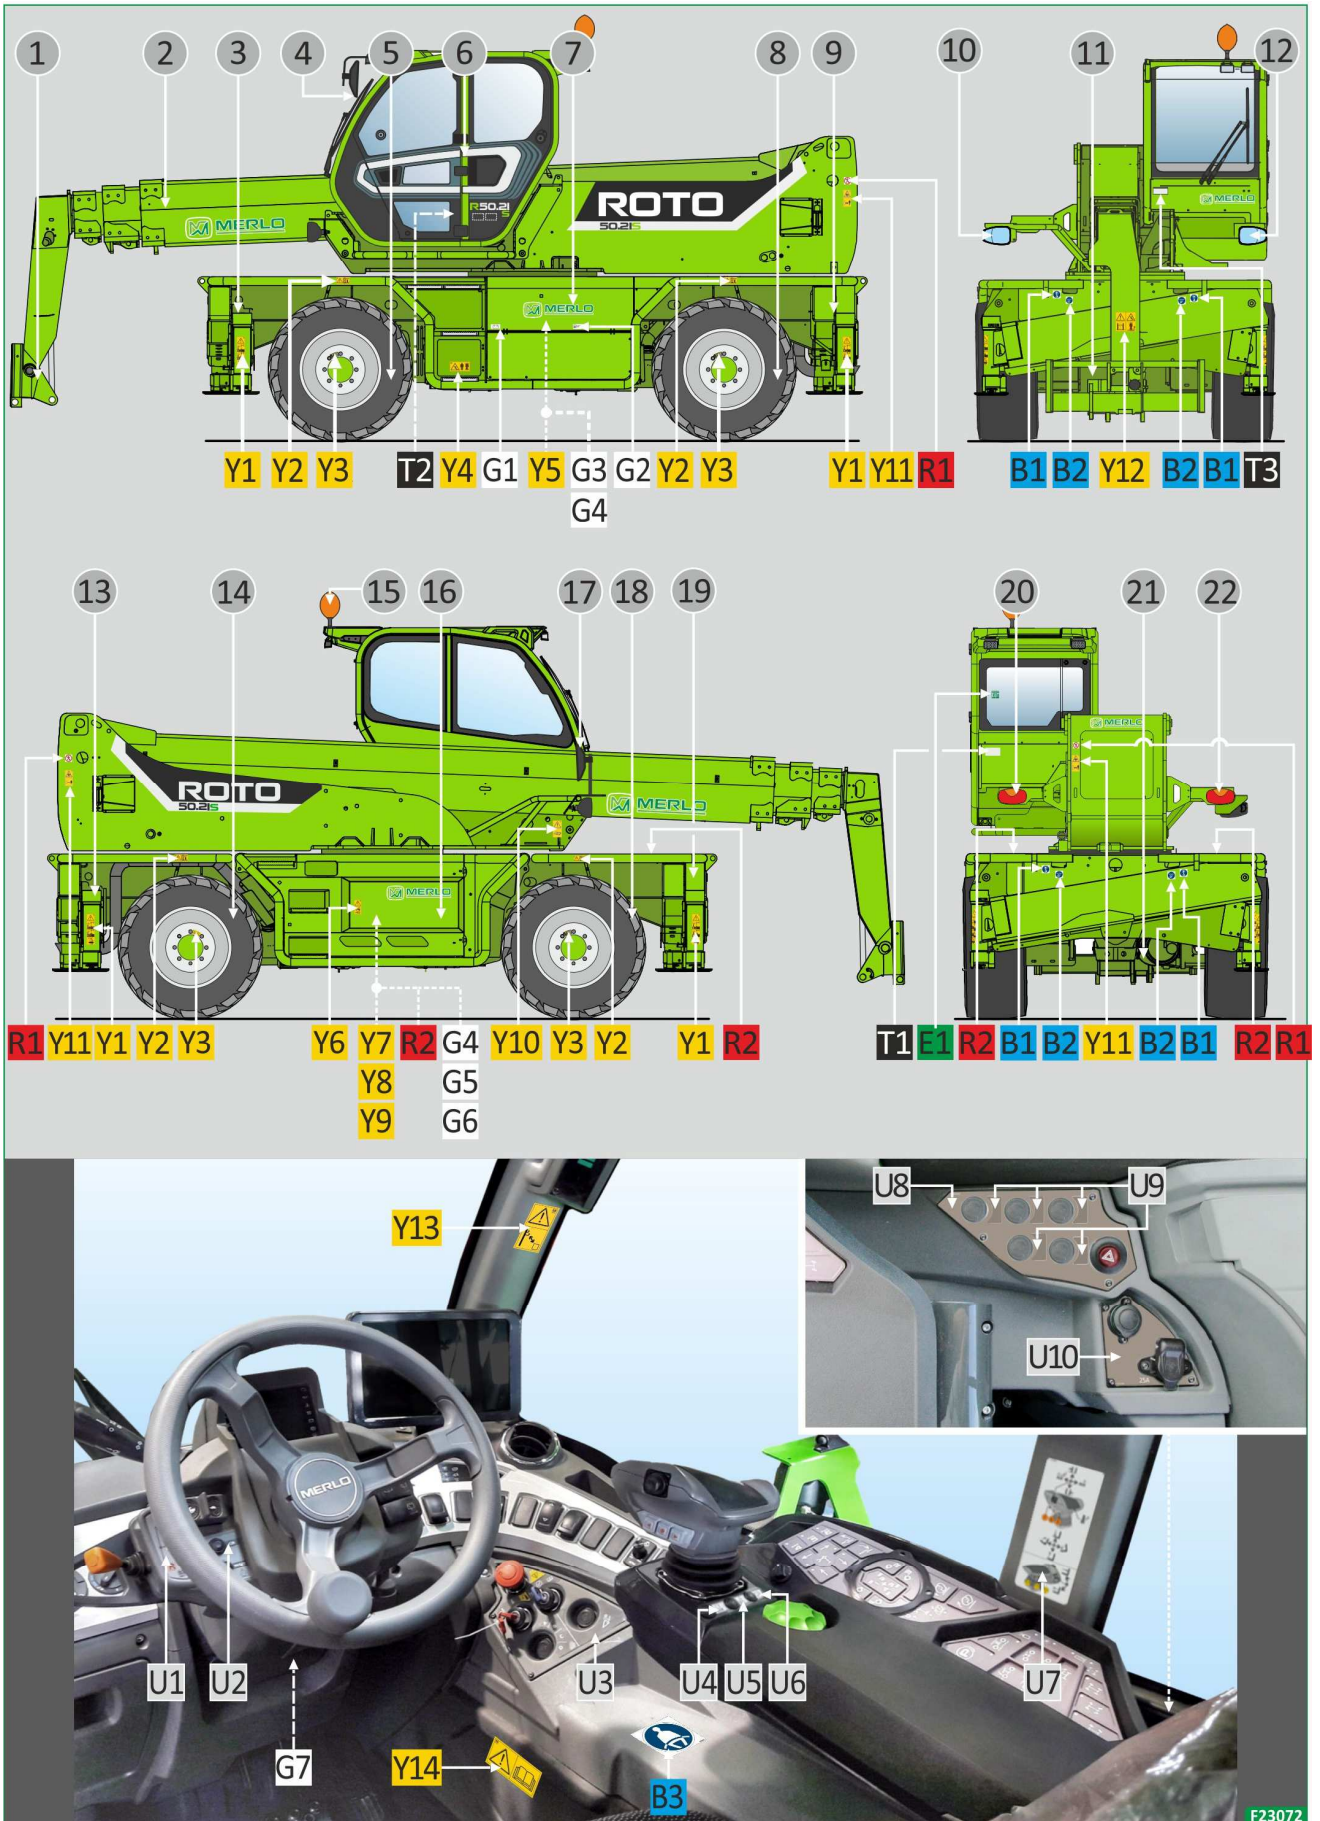 1 2 3 4 5 6 7 8 9 10 11 12
R50.21
S
MERLO
ROTO
50.21S
MERLO
MERLO
Y1 Y2 Y3 T2 Y4 G1 Y5 G3 G2 Y2 Y3 Y1 Y11 R1 B1 B2 Y12 B2 B1 T3
G4
13 14 15 16 17 18 19 20 21 22
MERLO
ROTO
50.21S
MERLO
MERLO
R1 Y11 Y1 Y2 Y3 Y6 Y7 R2 G4 Y10 Y3 Y2 Y1 R2 T1 E1 R2 B1 B2 Y11 B2 B1 R2 R1
Y8 G5
Y9 G6
U8 U9
Y13
U10
MERLO
U1 U2 U3 U4 U5 U6 U7
G7 Y14 B3
F23072